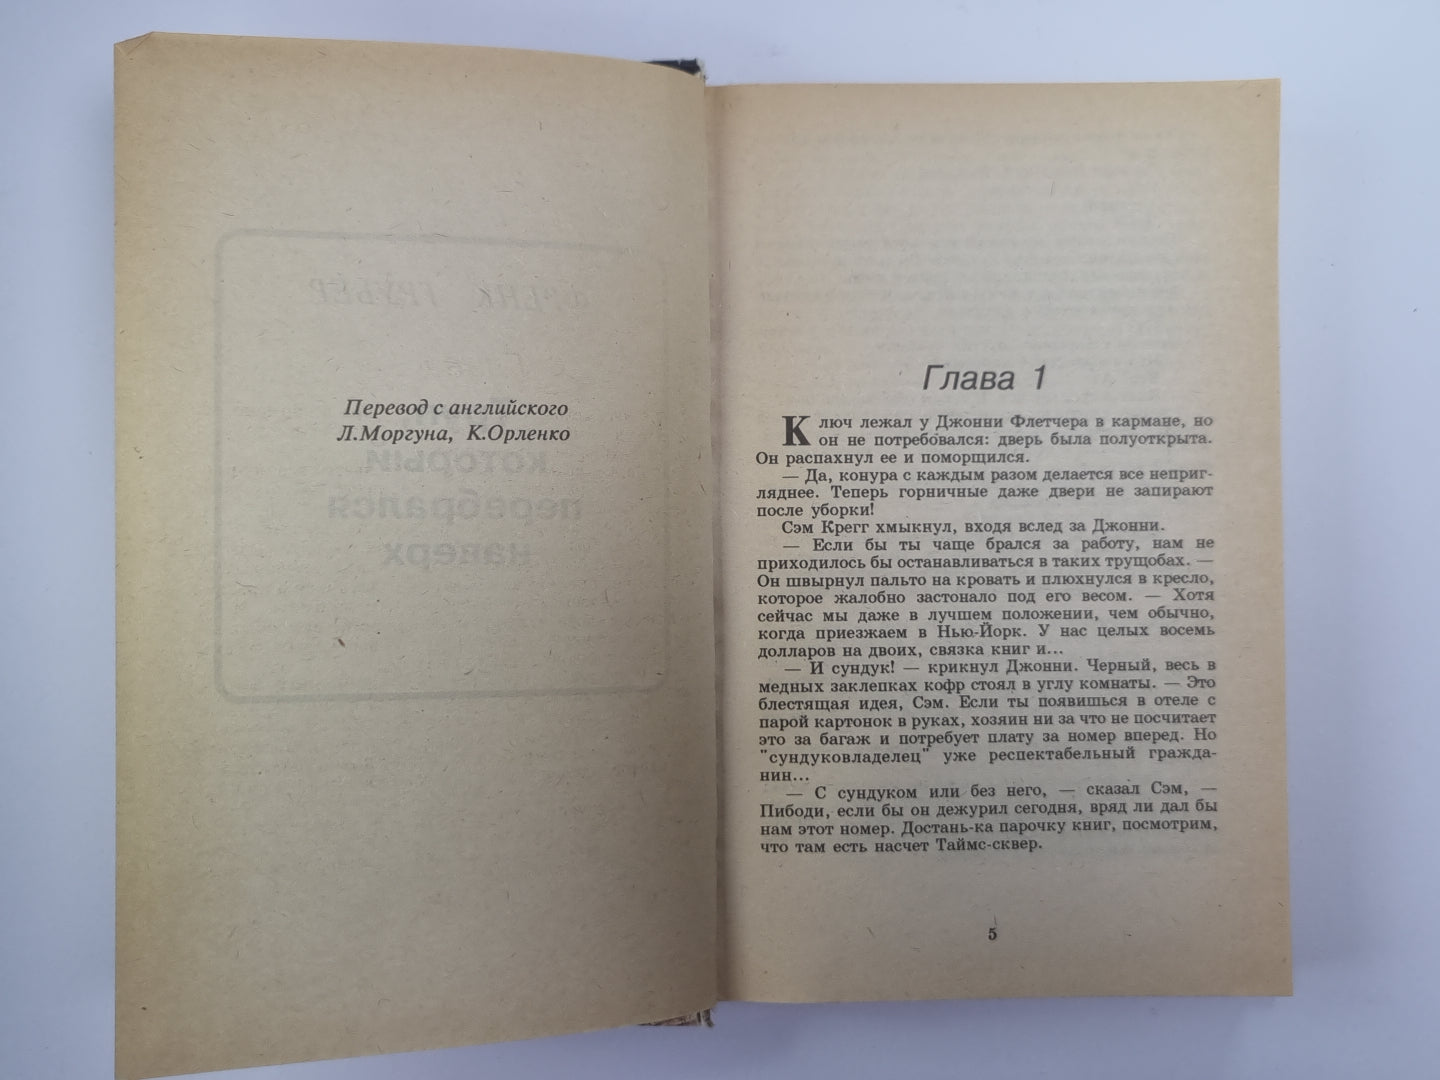 Перевод с английского
Л.Моргуна, К.Орленко
который
перебрался
наверх
Глава 1
Ключ лежал у Джонни Флетчера в кармане, но
он не потребовался: дверь была полуоткрыта.
Он распахнул ее и поморщился.
— Да, конура с каждым разом делается все неприг-
ляднее. Теперь горничные даже двери не запирают
после уборки!
Сэм Крегг хмыкнул, входя вслед за Джонни.
— Если бы ты чаще брался за работу, нам не
приходилось бы останавливаться в таких трущобах. —
Он швырнул пальто на кровать и плюхнулся в кресло,
которое жалобно застонало под его весом. — Хотя
сейчас мы даже в лучшем положении, чем обычно,
когда приезжаем в Нью-Йорк. У нас целых восемь
долларов на двоих, связка книг и...
— И сундук! — крикнул Джонни. Черный, весь в
медных заклепках кофр стоял в углу комнаты. — Это
блестящая идея, Сэм. Если ты появишься в отеле с
парой картонок в руках, хозяин ни за что не посчитает
это за багаж и потребует плату за номер вперед. Но
"сундуковладелец" уже респектабельный гражда-
нин...
— С сундуком или без него, — сказал Сэм, —
Пибоди, если бы он дежурил сегодня, вряд ли дал бы
нам этот номер. Достань-ка парочку книг, посмотрим,
что там есть насчет Таймс-сквер.
5